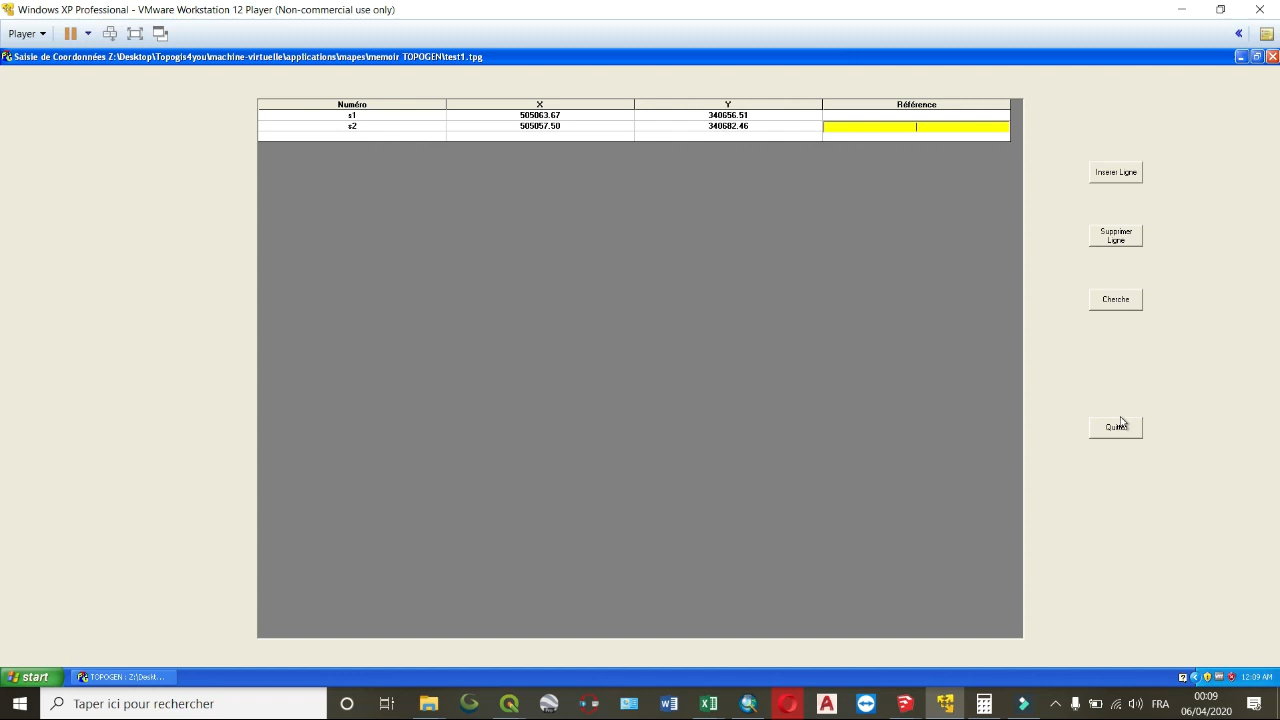 Windows XP Professional - VMware Workstation 12 Player (Non-commercial use only)
Player
Saisie de Coordonnées Z:\Desktop\Topogis4you\machine-virtuelle\applications\mapes\memoir TOPOGEN\test1.tpg
Numéro X Y Référence
s1 505063.67 340656.51
s2 505057.50 340682.46
Inserer Ligne
Supprimer
Ligne
Cherche
start
TOPOGEN : Z:\Deskt...
12:09 AM
Taper ici pour rechercher
FRA
00:09
06/04/2020